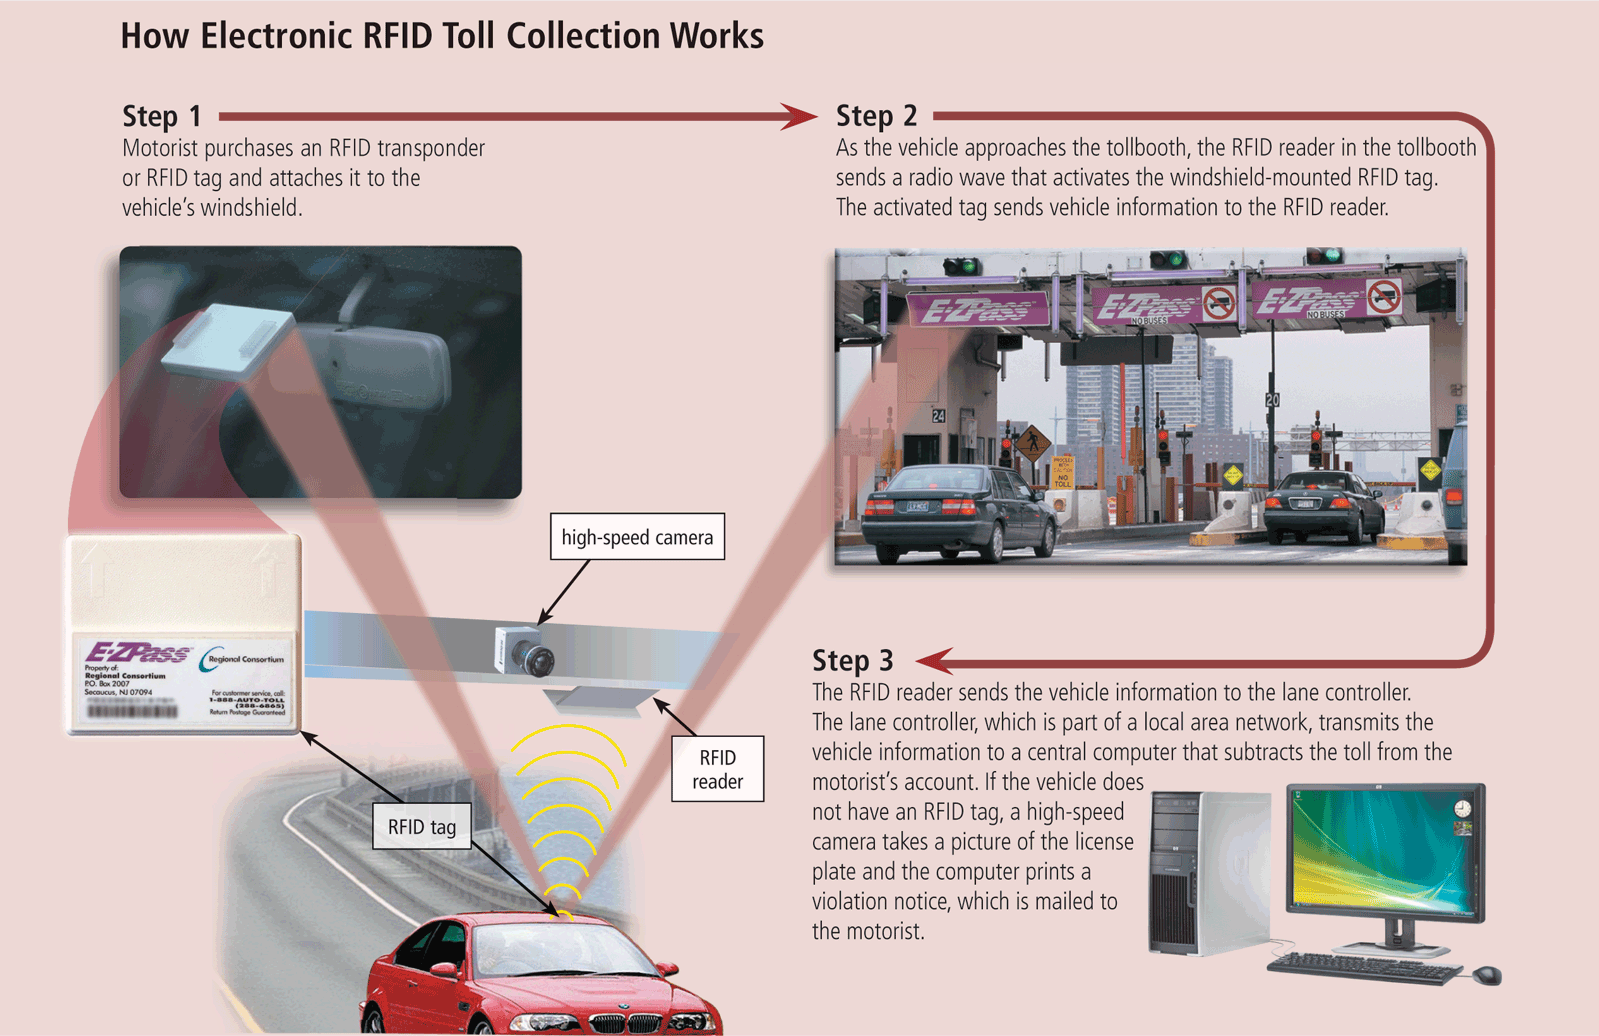 How Electronic RFID Toll Collection Works
Step 1
Motorist purchases an RFID transponder
or RFID tag and attaches it to the
vehicle's windshield.
Step 2
As the vehicle approaches the tollbooth, the RFID reader in the tollbooth
sends a radio wave that activates the windshield-mounted RFID tag.
The activated tag sends vehicle information to the RFID reader.
E-ZPass
E-ZPass
NO BUSES
E-ZPass
NO BUSES
24
20
PROCEED
WITH
CAUTION
NO
TOLL
high-speed camera
E-ZPass
Regional Consortium
Property of:
Regional Consortium
P.O. Box 2007
Secaucus, NJ 07094
For customer service, call:
1-888-AUTO-TOLL
(288-6865)
Return Postage Guaranteed
RFID
reader
RFID tag
Step 3
The RFID reader sends the vehicle information to the lane controller.
The lane controller, which is part of a local area network, transmits the
vehicle information to a central computer that subtracts the toll from the
motorist's account. If the vehicle does
not have an RFID tag, a high-speed
camera takes a picture of the license
plate and the computer prints a
violation notice, which is mailed to
the motorist.